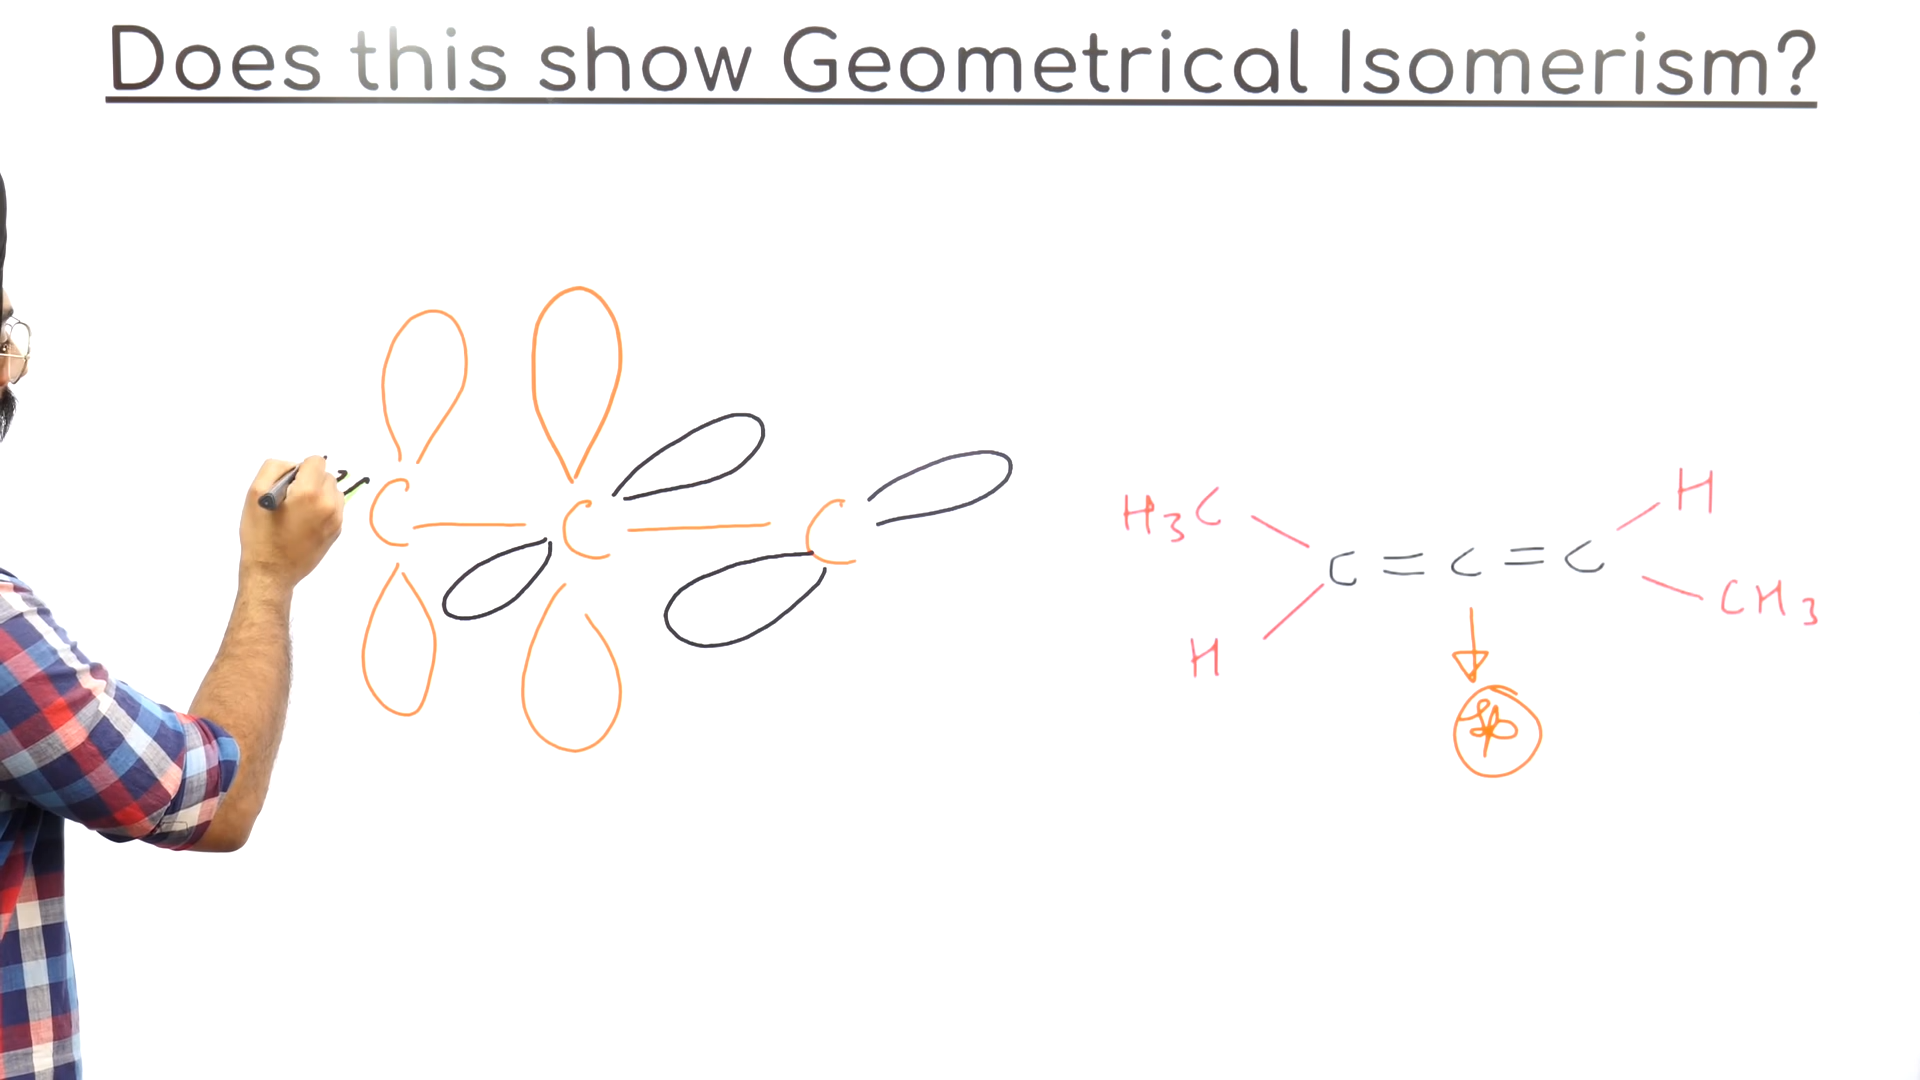 Does this show Geometrical Isomerism?
C C C
H3C H
C = C = C
H CH3
sp